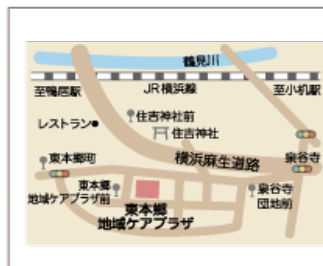 鶴見川
至鴨居駅
JR横浜線
至小机駅
レストラン
住吉神社前
住吉神社
東本郷町
横浜麻生道路
泉谷寺
東本郷
地域ケアプラザ前
泉谷寺
団地前
東本郷
地域ケアプラザ